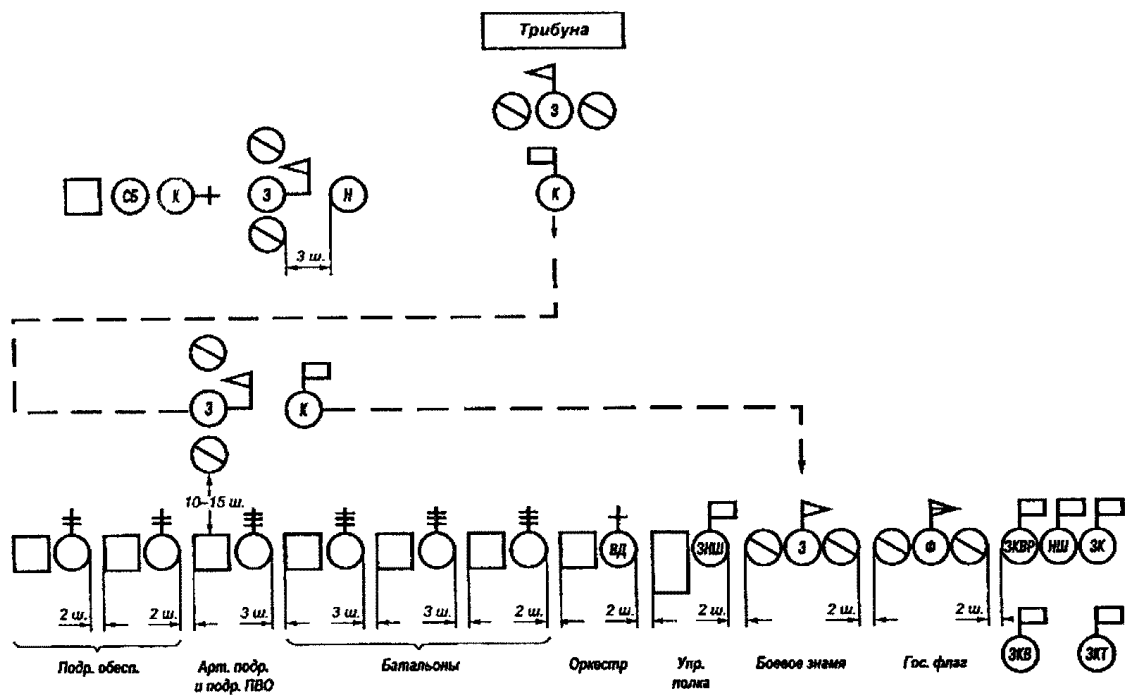 Трибуна
З
СБ К З Н К
3 ш.
З К
10–15 ш.
ВД ЗНШ З Ф ЗКВР НШ ЗК
2 ш. 2 ш. 3 ш. 3 ш. 3 ш. 2 ш. 2 ш. 2 ш. 2 ш. 2 ш.
ЗКВ ЗКТ
Подр. обесп. Арт. подр. Батальоны Оркестр Упр. Боевое знамя Гос. флаг
и подр. ПВО полка